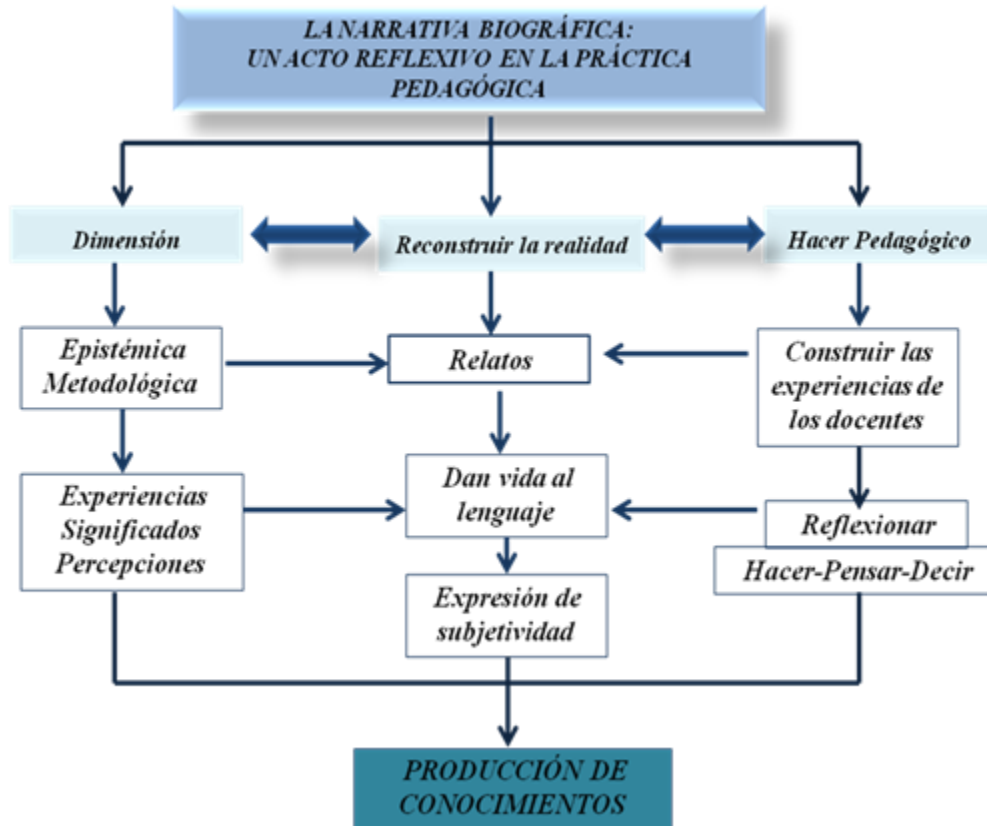 LA NARRATIVA BIOGRÁFICA:
UN ACTO REFLEXIVO EN LA PRÁCTICA
PEDAGÓGICA
Dimensión
Reconstruir la realidad
Hacer Pedagógico
Epistémica
Metodológica
Relatos
Construir las
experiencias de
los docentes
Experiencias
Significados
Percepciones
Dan vida al
lenguaje
Reflexionar
Hacer-Pensar-Decir
Expresión de
subjetividad
PRODUCCIÓN DE
CONOCIMIENTOS